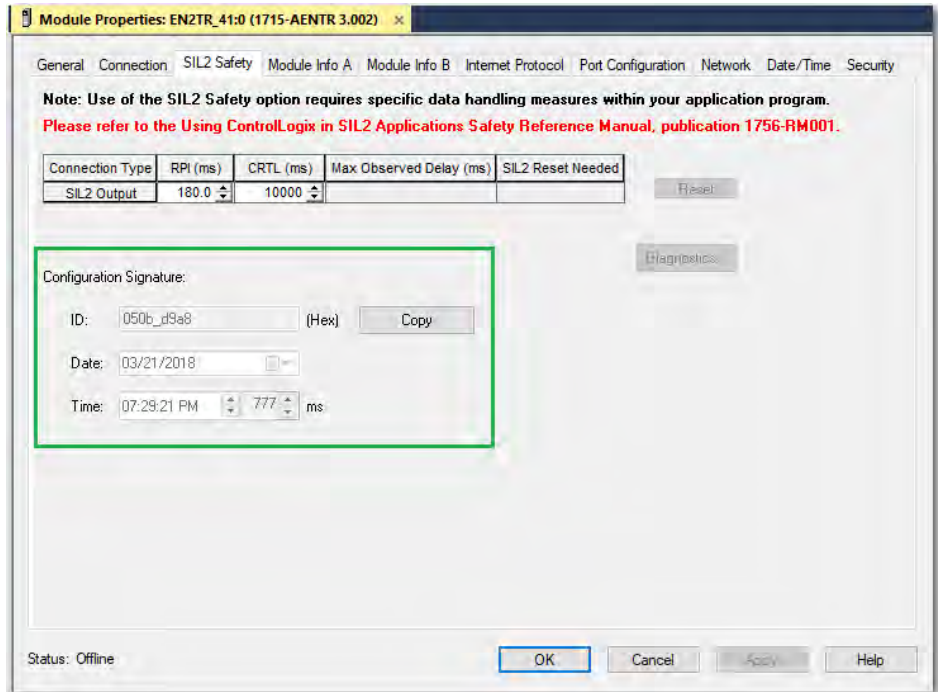 Module Properties: EN2TR_41:0 (1715-AENTR 3.002) ×
General Connection SIL2 Safety Module Info A Module Info B Internet Protocol Port Configuration Network Date/Time Security
Note: Use of the SIL2 Safety option requires specific data handling measures within your application program.
Please refer to the Using ControlLogix in SIL2 Applications Safety Reference Manual, publication 1756-RM001.
Connection Type RPI (ms) CRTL (ms) Max Observed Delay (ms) SIL2 Reset Needed
SIL2 Output 180.0 10000
Reset
Diagnostics...
Configuration Signature:
ID: 050b_d9a8 (Hex) Copy
Date: 03/21/2018
Time: 07:29:21 PM 777 ms
Status: Offline OK Cancel Apply Help